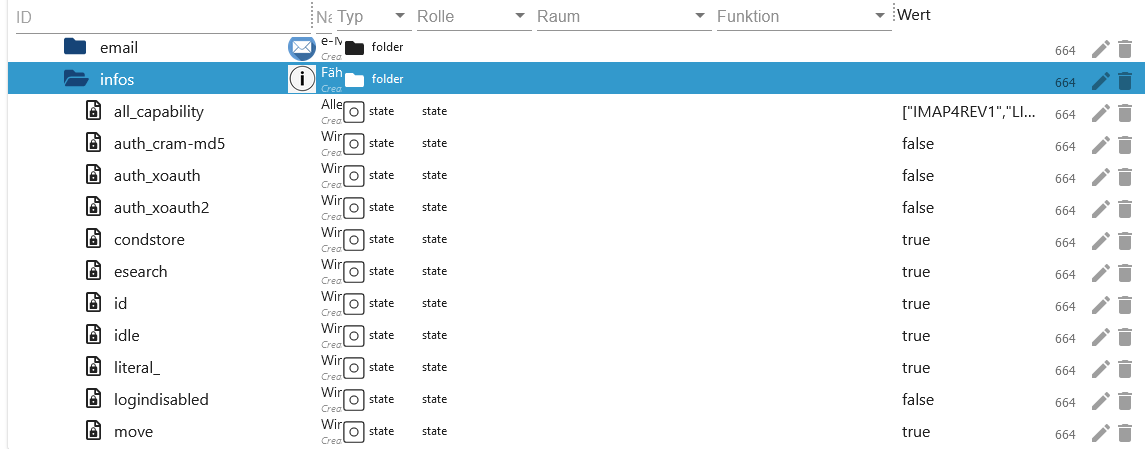 ID Na Typ Rolle Raum Funktion Wert
email e-M folder 664
Crea
infos Fäh folder 664
Crea
all_capability Alle state state ["IMAP4REV1","LI... 664
Crea
auth_cram-md5 Wir state state false 664
Crea
auth_xoauth Wir state state false 664
Crea
auth_xoauth2 Wir state state false 664
Crea
condstore Wir state state true 664
Crea
esearch Wir state state true 664
Crea
id Wir state state true 664
Crea
idle Wir state state true 664
Crea
literal_ Wir state state true 664
Crea
logindisabled Wir state state false 664
Crea
move Wir state state true 664
Crea